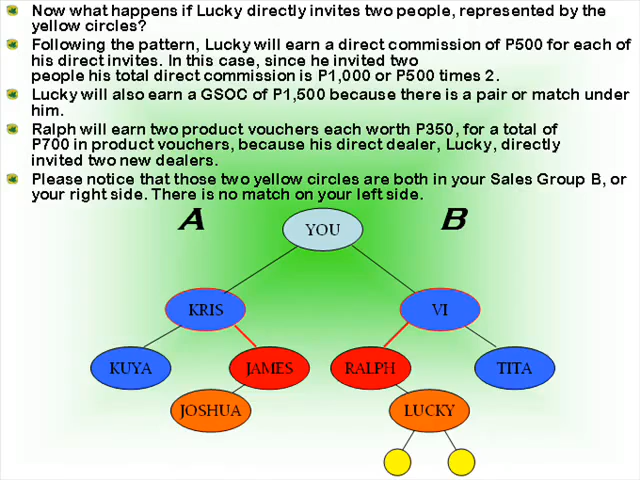 Now what happens if Lucky directly invites two people, represented by the
yellow circles?
Following the pattern, Lucky will earn a direct commission of P500 for each of
his direct invites. In this case, since he invited two
people his total direct commission is P1,000 or P500 times 2.
Lucky will also earn a GSOC of P1,500 because there is a pair or match under
him.
Ralph will earn two product vouchers each worth P350, for a total of
P700 in product vouchers, because his direct dealer, Lucky, directly
invited two new dealers.
Please notice that those two yellow circles are both in your Sales Group B, or
your right side. There is no match on your left side.
A B
YOU
KRIS VI
KUYA JAMES RALPH TITA
JOSHUA LUCKY